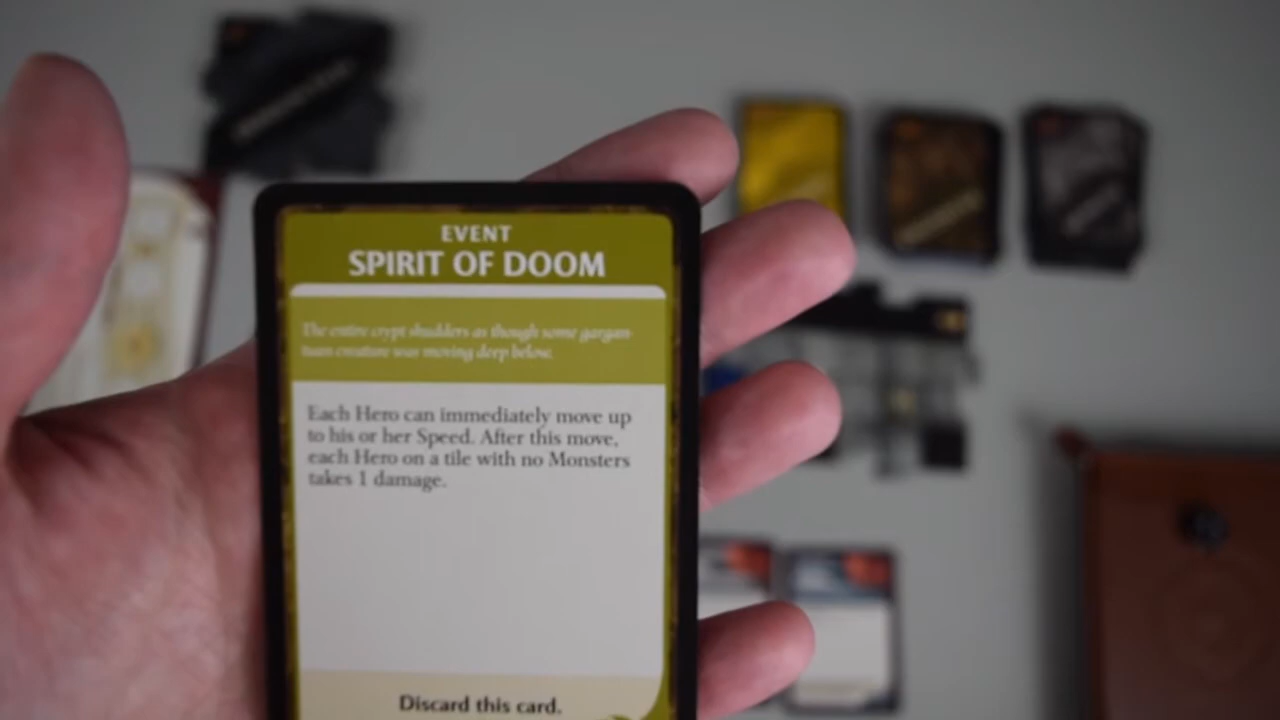 EVENT
SPIRIT OF DOOM
The entire crypt shudders as though some gargan-
tuan creature was moving deep below.
Each Hero can immediately move up
to his or her Speed. After this move,
each Hero on a tile with no Monsters
takes 1 damage.
Discard this card.